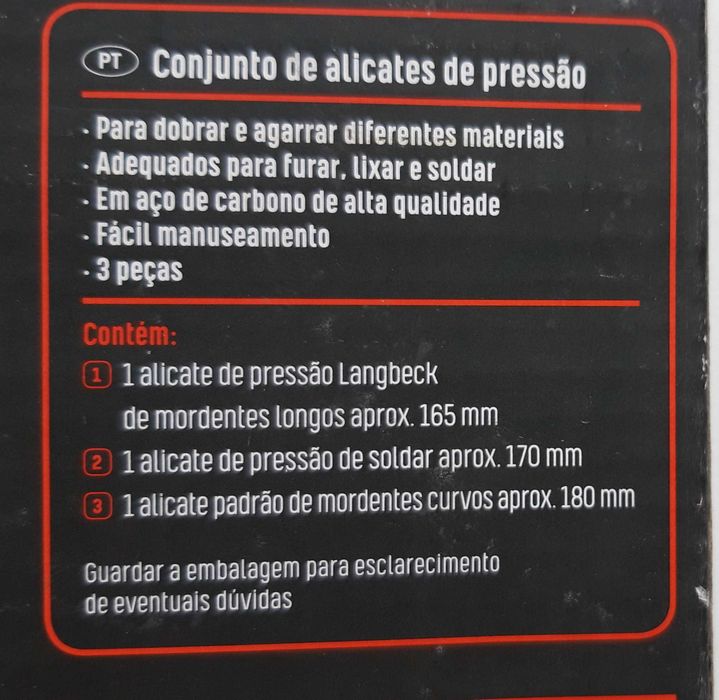 PT Conjunto de alicates de pressão
· Para dobrar e agarrar diferentes materiais
· Adequados para furar, lixar e soldar
· Em aço de carbono de alta qualidade
· Fácil manuseamento
· 3 peças
Contém:
1 1 alicate de pressão Langbeck
de mordentes longos aprox. 165 mm
2 1 alicate de pressão de soldar aprox. 170 mm
3 1 alicate padrão de mordentes curvos aprox. 180 mm
Guardar a embalagem para esclarecimento
de eventuais dúvidas